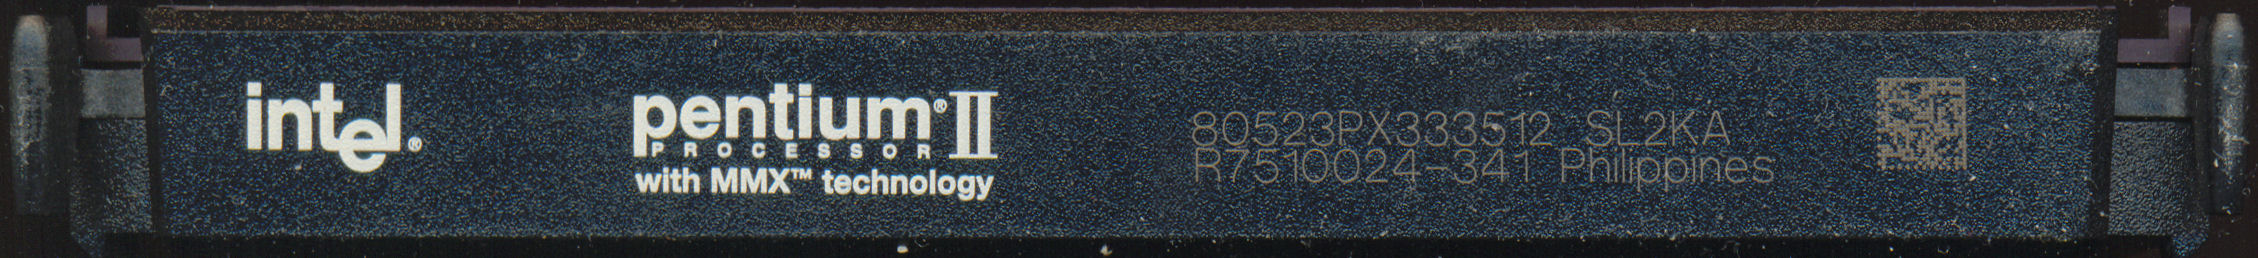 intel®
pentium® II
PROCESSOR
with MMX™ technology
80523PX333512 SL2KA
R7510024-341 Philippines